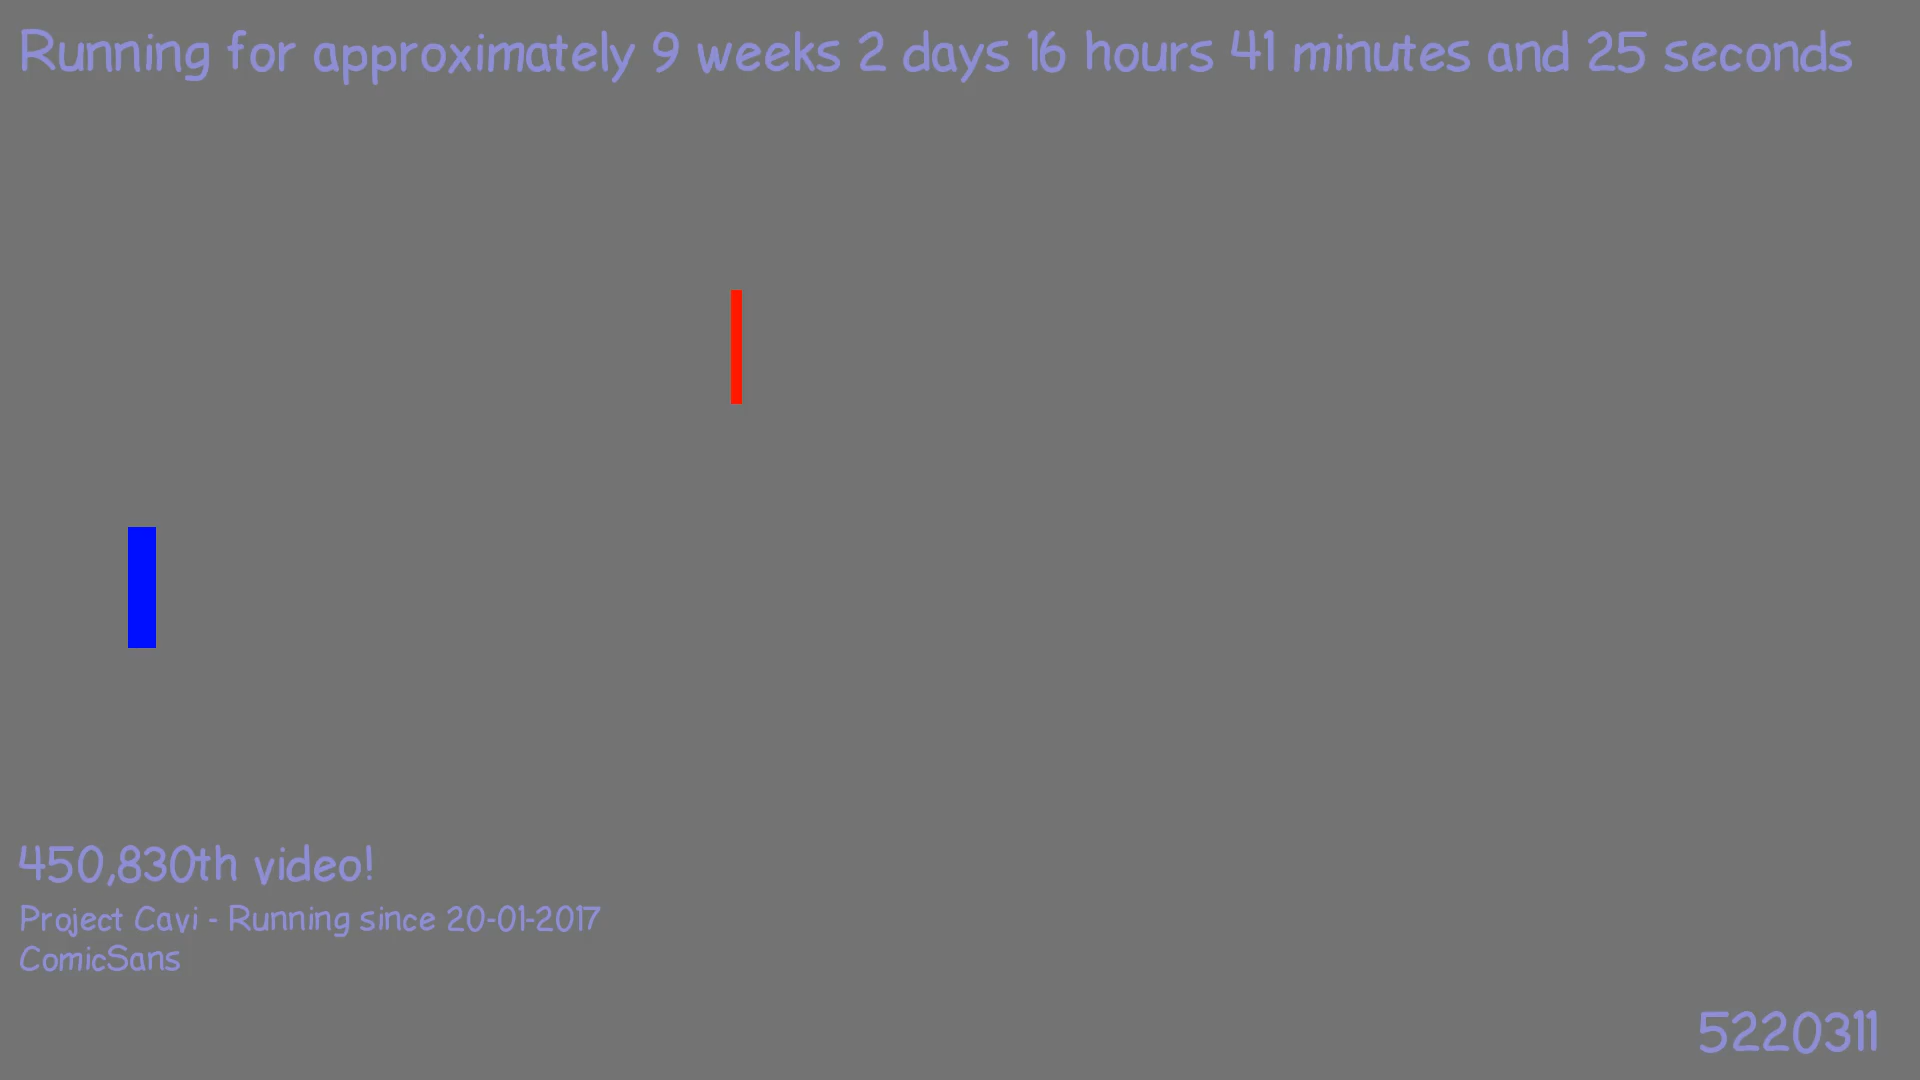 Running for approximately 9 weeks 2 days 16 hours 41 minutes and 25 seconds
450,830th video!
Project Cavi - Running since 20-01-2017
ComicSans
5220311